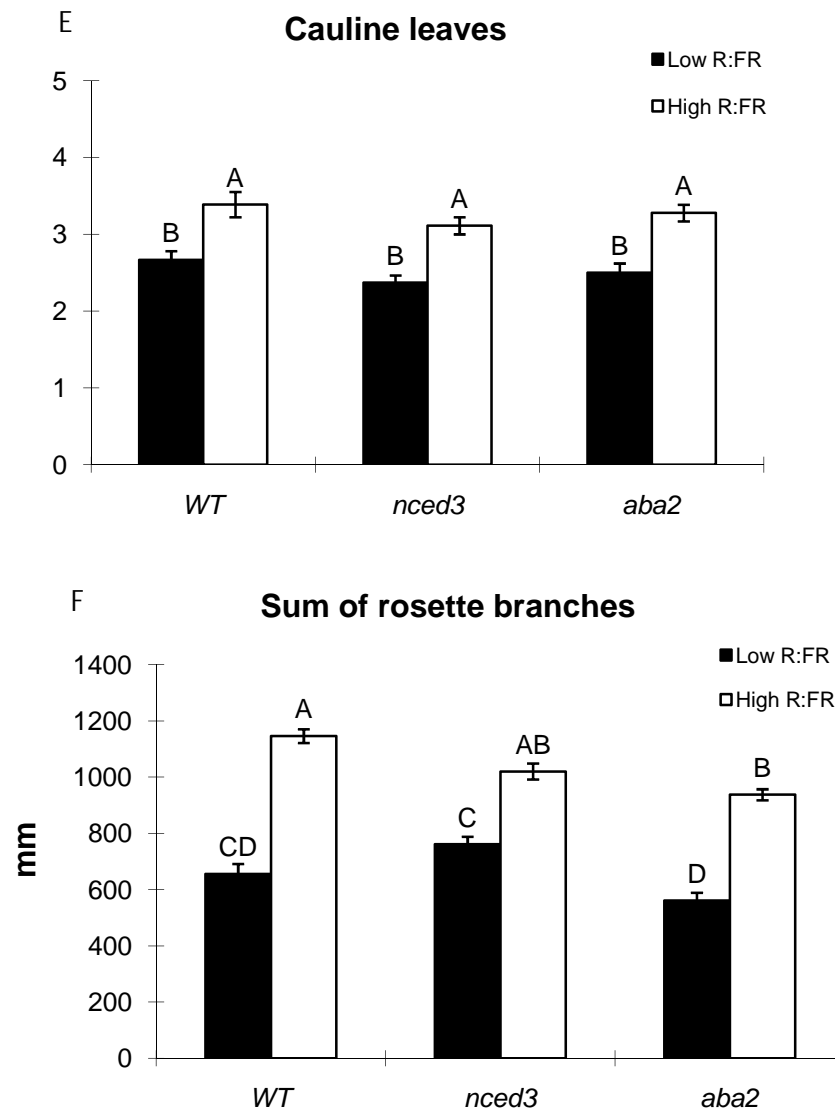 E
Cauline leaves
Low R:FR
High R:FR
5
4
3
2
1
0
B
A
B
A
B
A
WT nced3 aba2
F
Sum of rosette branches
Low R:FR
High R:FR
mm
1400
1200
1000
800
600
400
200
0
CD
A
C
AB
D
B
WT nced3 aba2